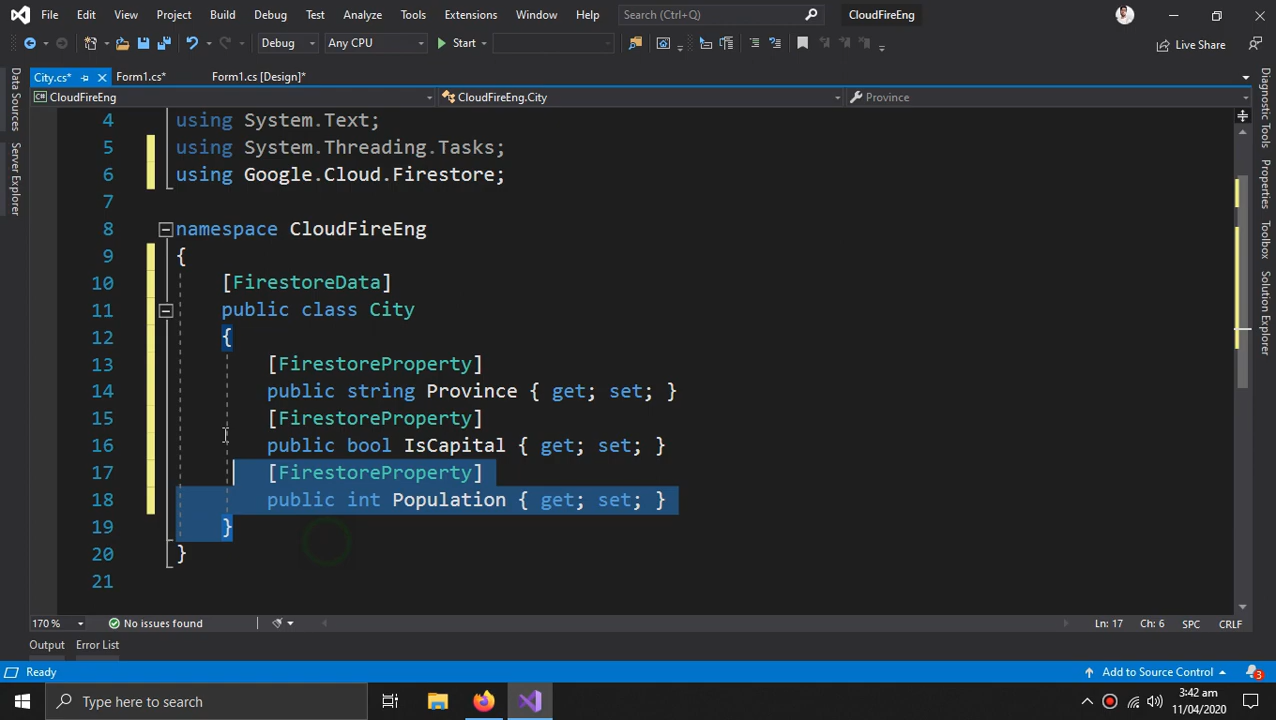 File Edit View Project Build Debug Test Analyze Tools Extensions Window Help Search (Ctrl+Q) CloudFireEng
Debug Any CPU Start Live Share
City.cs* Form1.cs* Form1.cs [Design]*
CloudFireEng CloudFireEng.City Province
Data Sources
Server Explorer
Diagnostic Tools
Properties
Toolbox
Solution Explorer
4 using System.Text;
5 using System.Threading.Tasks;
6 using Google.Cloud.Firestore;
7
8 namespace CloudFireEng
9 {
10 [FirestoreData]
11 public class City
12 {
13 [FirestoreProperty]
14 public string Province { get; set; }
15 [FirestoreProperty]
16 public bool IsCapital { get; set; }
17 [FirestoreProperty]
18 public int Population { get; set; }
19 }
20 }
21
170 % No issues found Ln: 17 Ch: 6 SPC CRLF
Output Error List
Ready Add to Source Control 3
Type here to search 3:42 am
11/04/2020